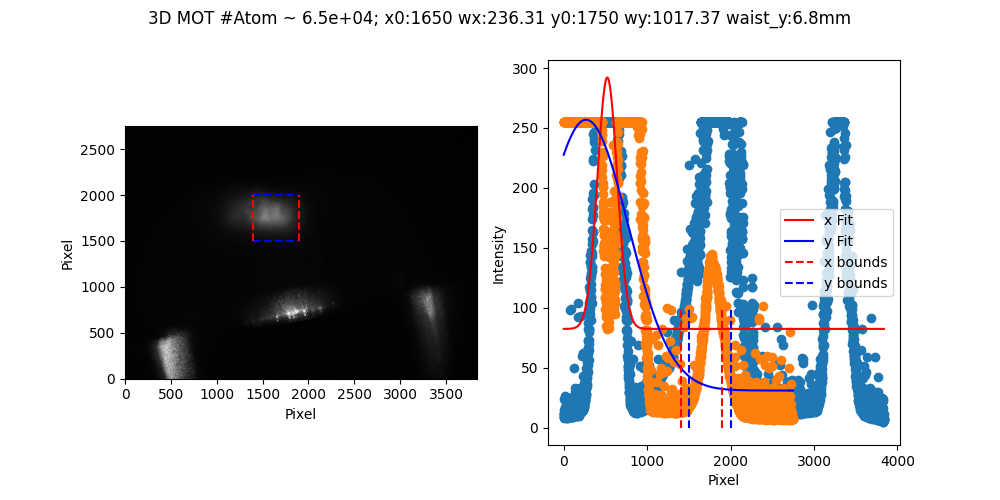 3D MOT #Atom ~ 6.5e+04; x0:1650 wx:236.31 y0:1750 wy:1017.37 waist_y:6.8mm
300
250
200
150
100
50
0
Intensity
0 1000 2000 3000 4000
Pixel
x Fit
y Fit
x bounds
y bounds
2500
2000
1500
1000
500
0
Pixel
0 500 1000 1500 2000 2500 3000 3500
Pixel